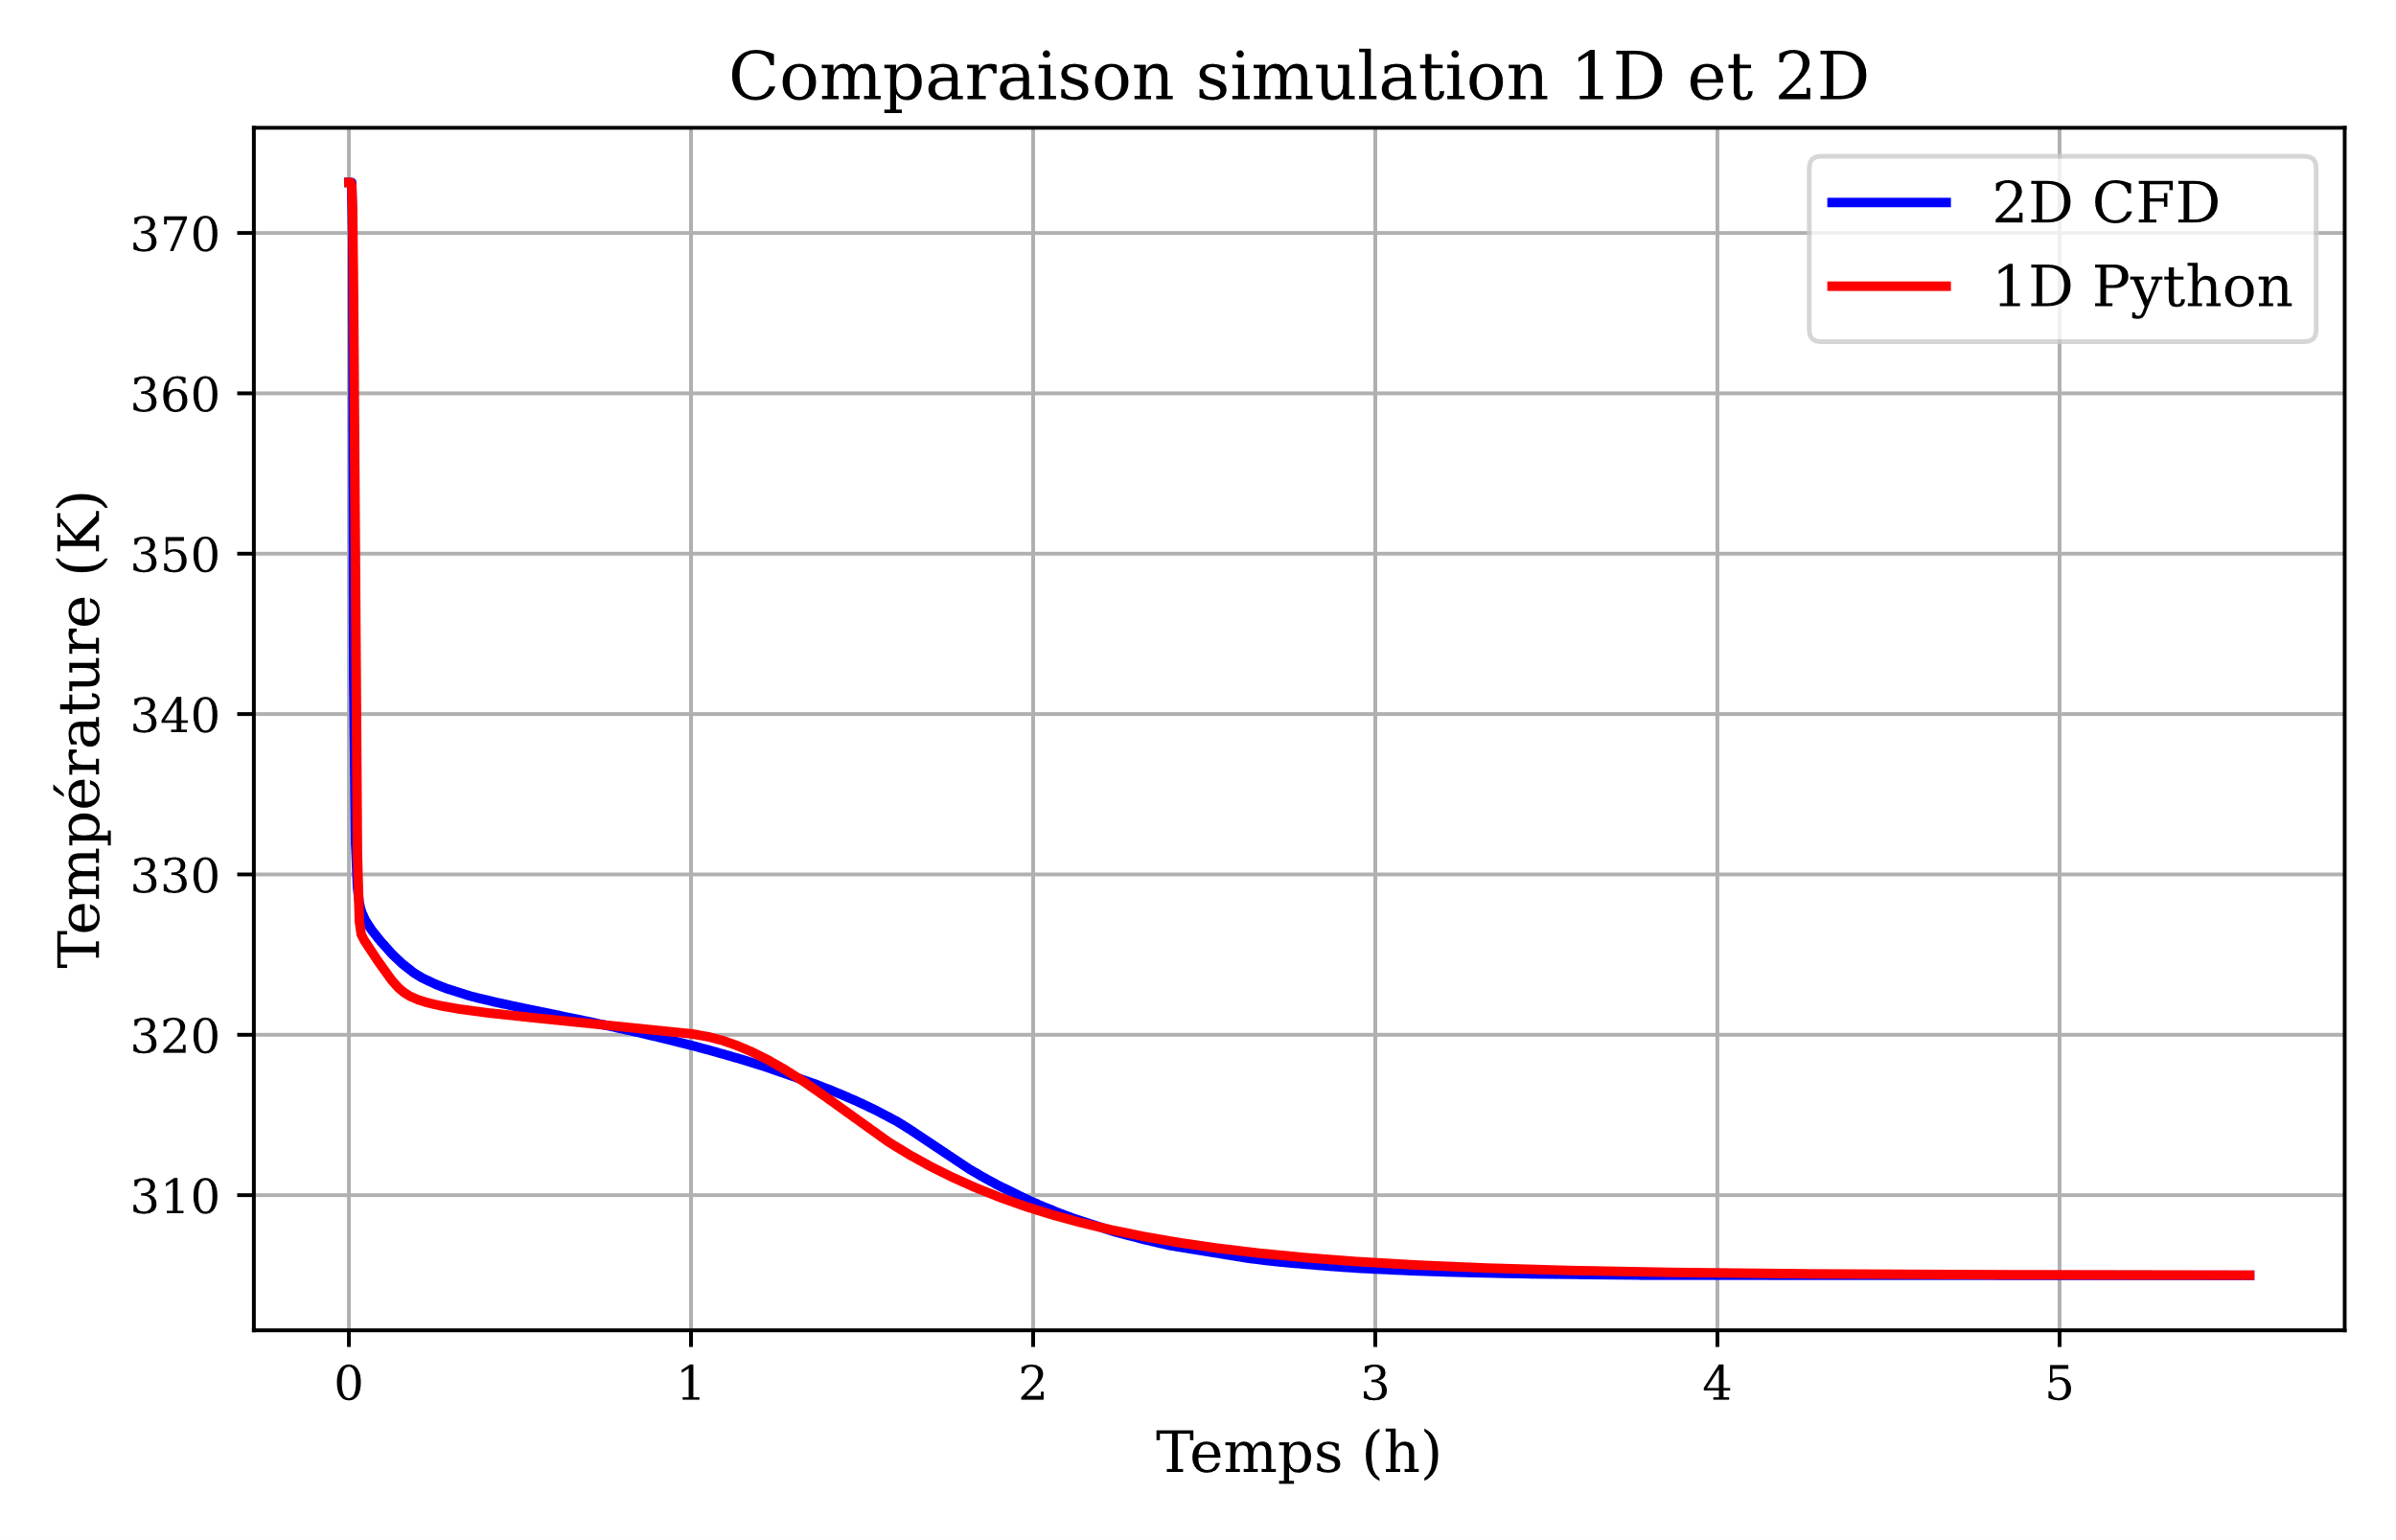 Comparaison simulation 1D et 2D
2D CFD
1D Python
Température (K)
370
360
350
340
330
320
310
0 1 2 3 4 5
Temps (h)